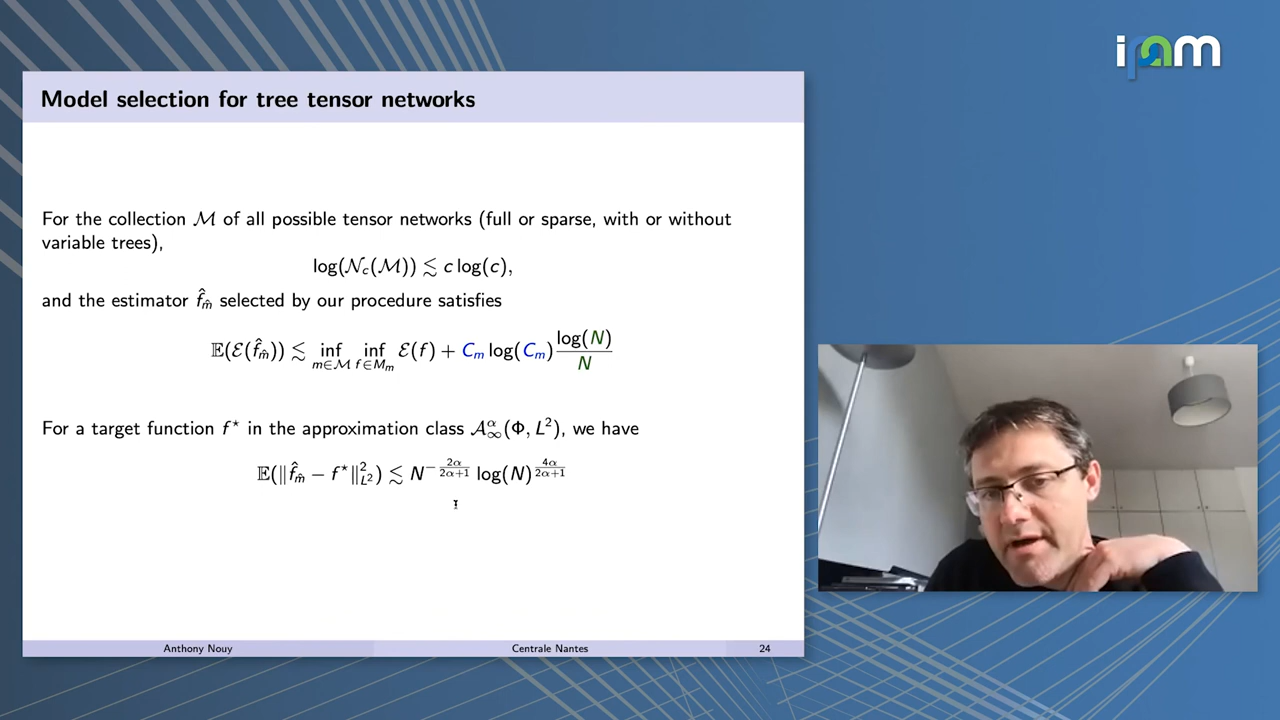 ipam
Model selection for tree tensor networks
For the collection ℳ of all possible tensor networks (full or sparse, with or without
variable trees),
log(𝒩_c(ℳ)) ≲ c log(c),
and the estimator f̂_m̂ selected by our procedure satisfies
𝔼(ℰ(f̂_m̂)) ≲ inf_{m∈ℳ} inf_{f∈M_m} ℰ(f) + C_m log(C_m) log(N)/N
For a target function f* in the approximation class 𝒜^α_∞(Φ, L²), we have
𝔼(‖f̂_m̂ − f*‖²_{L²}) ≲ N^{−2α/(2α+1)} log(N)^{4α/(2α+1)}
Anthony Nouy Centrale Nantes 24